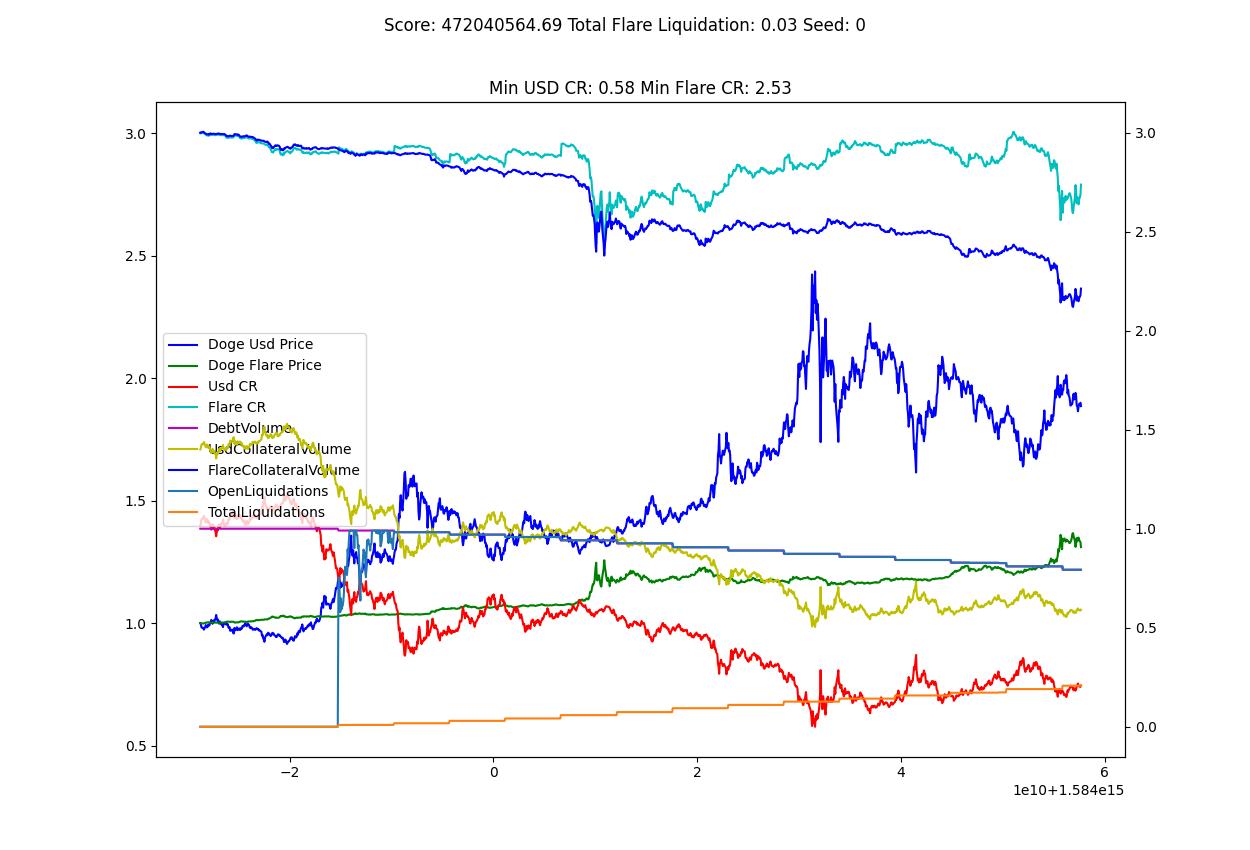 Score: 472040564.69 Total Flare Liquidation: 0.03 Seed: 0
Min USD CR: 0.58 Min Flare CR: 2.53
3.0
2.5
2.0
1.5
1.0
0.5
Doge Usd Price
Doge Flare Price
Usd CR
Flare CR
DebtVolume
UsdCollateralVolume
FlareCollateralVolume
OpenLiquidations
TotalLiquidations
3.0
2.5
2.0
1.5
1.0
0.5
0.0
−2 0 2 4 6
1e10+1.584e15